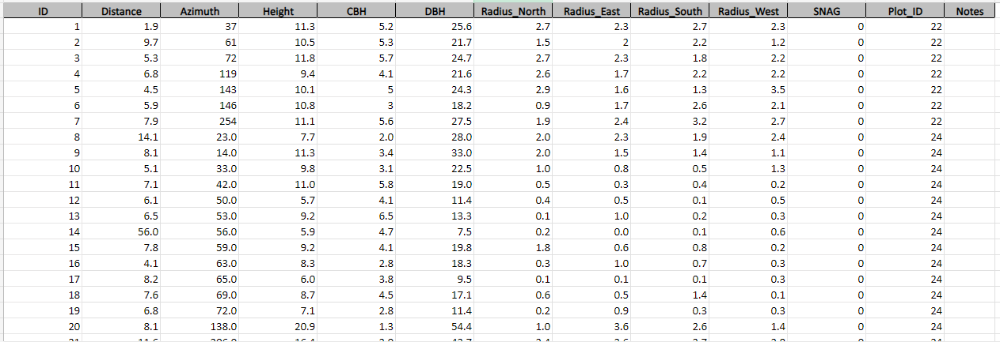 ID Distance Azimuth Height CBH DBH Radius_North Radius_East Radius_South Radius_West SNAG Plot_ID Notes
1 1.9 37 11.3 5.2 25.6 2.7 2.3 2.7 2.3 0 22
2 9.7 61 10.5 5.3 21.7 1.5 2 2.2 1.2 0 22
3 5.3 72 11.8 5.7 24.7 2.7 2.3 1.8 2.2 0 22
4 6.8 119 9.4 4.1 21.6 2.6 1.7 2.2 2.2 0 22
5 4.5 143 10.1 5 24.3 2.9 1.6 1.3 3.5 0 22
6 5.9 146 10.8 3 18.2 0.9 1.7 2.6 2.1 0 22
7 7.9 254 11.1 5.6 27.5 1.9 2.4 3.2 2.7 0 22
8 14.1 23.0 7.7 2.0 28.0 2.0 2.3 1.9 2.4 0 24
9 8.1 14.0 11.3 3.4 33.0 2.0 1.5 1.4 1.1 0 24
10 5.1 33.0 9.8 3.1 22.5 1.0 0.8 0.5 1.3 0 24
11 7.1 42.0 11.0 5.8 19.0 0.5 0.3 0.4 0.2 0 24
12 6.1 50.0 5.7 4.1 11.4 0.4 0.5 0.1 0.5 0 24
13 6.5 53.0 9.2 6.5 13.3 0.1 1.0 0.2 0.3 0 24
14 56.0 56.0 5.9 4.7 7.5 0.2 0.0 0.1 0.6 0 24
15 7.8 59.0 9.2 4.1 19.8 1.8 0.6 0.8 0.2 0 24
16 4.1 63.0 8.3 2.8 18.3 0.3 1.0 0.7 0.3 0 24
17 8.2 65.0 6.0 3.8 9.5 0.1 0.1 0.1 0.3 0 24
18 7.6 69.0 8.7 4.5 17.1 0.6 0.5 1.4 0.1 0 24
19 6.8 72.0 7.1 2.8 11.4 0.2 0.9 0.3 0.3 0 24
20 8.1 138.0 20.9 1.3 54.4 1.0 3.6 2.6 1.4 0 24